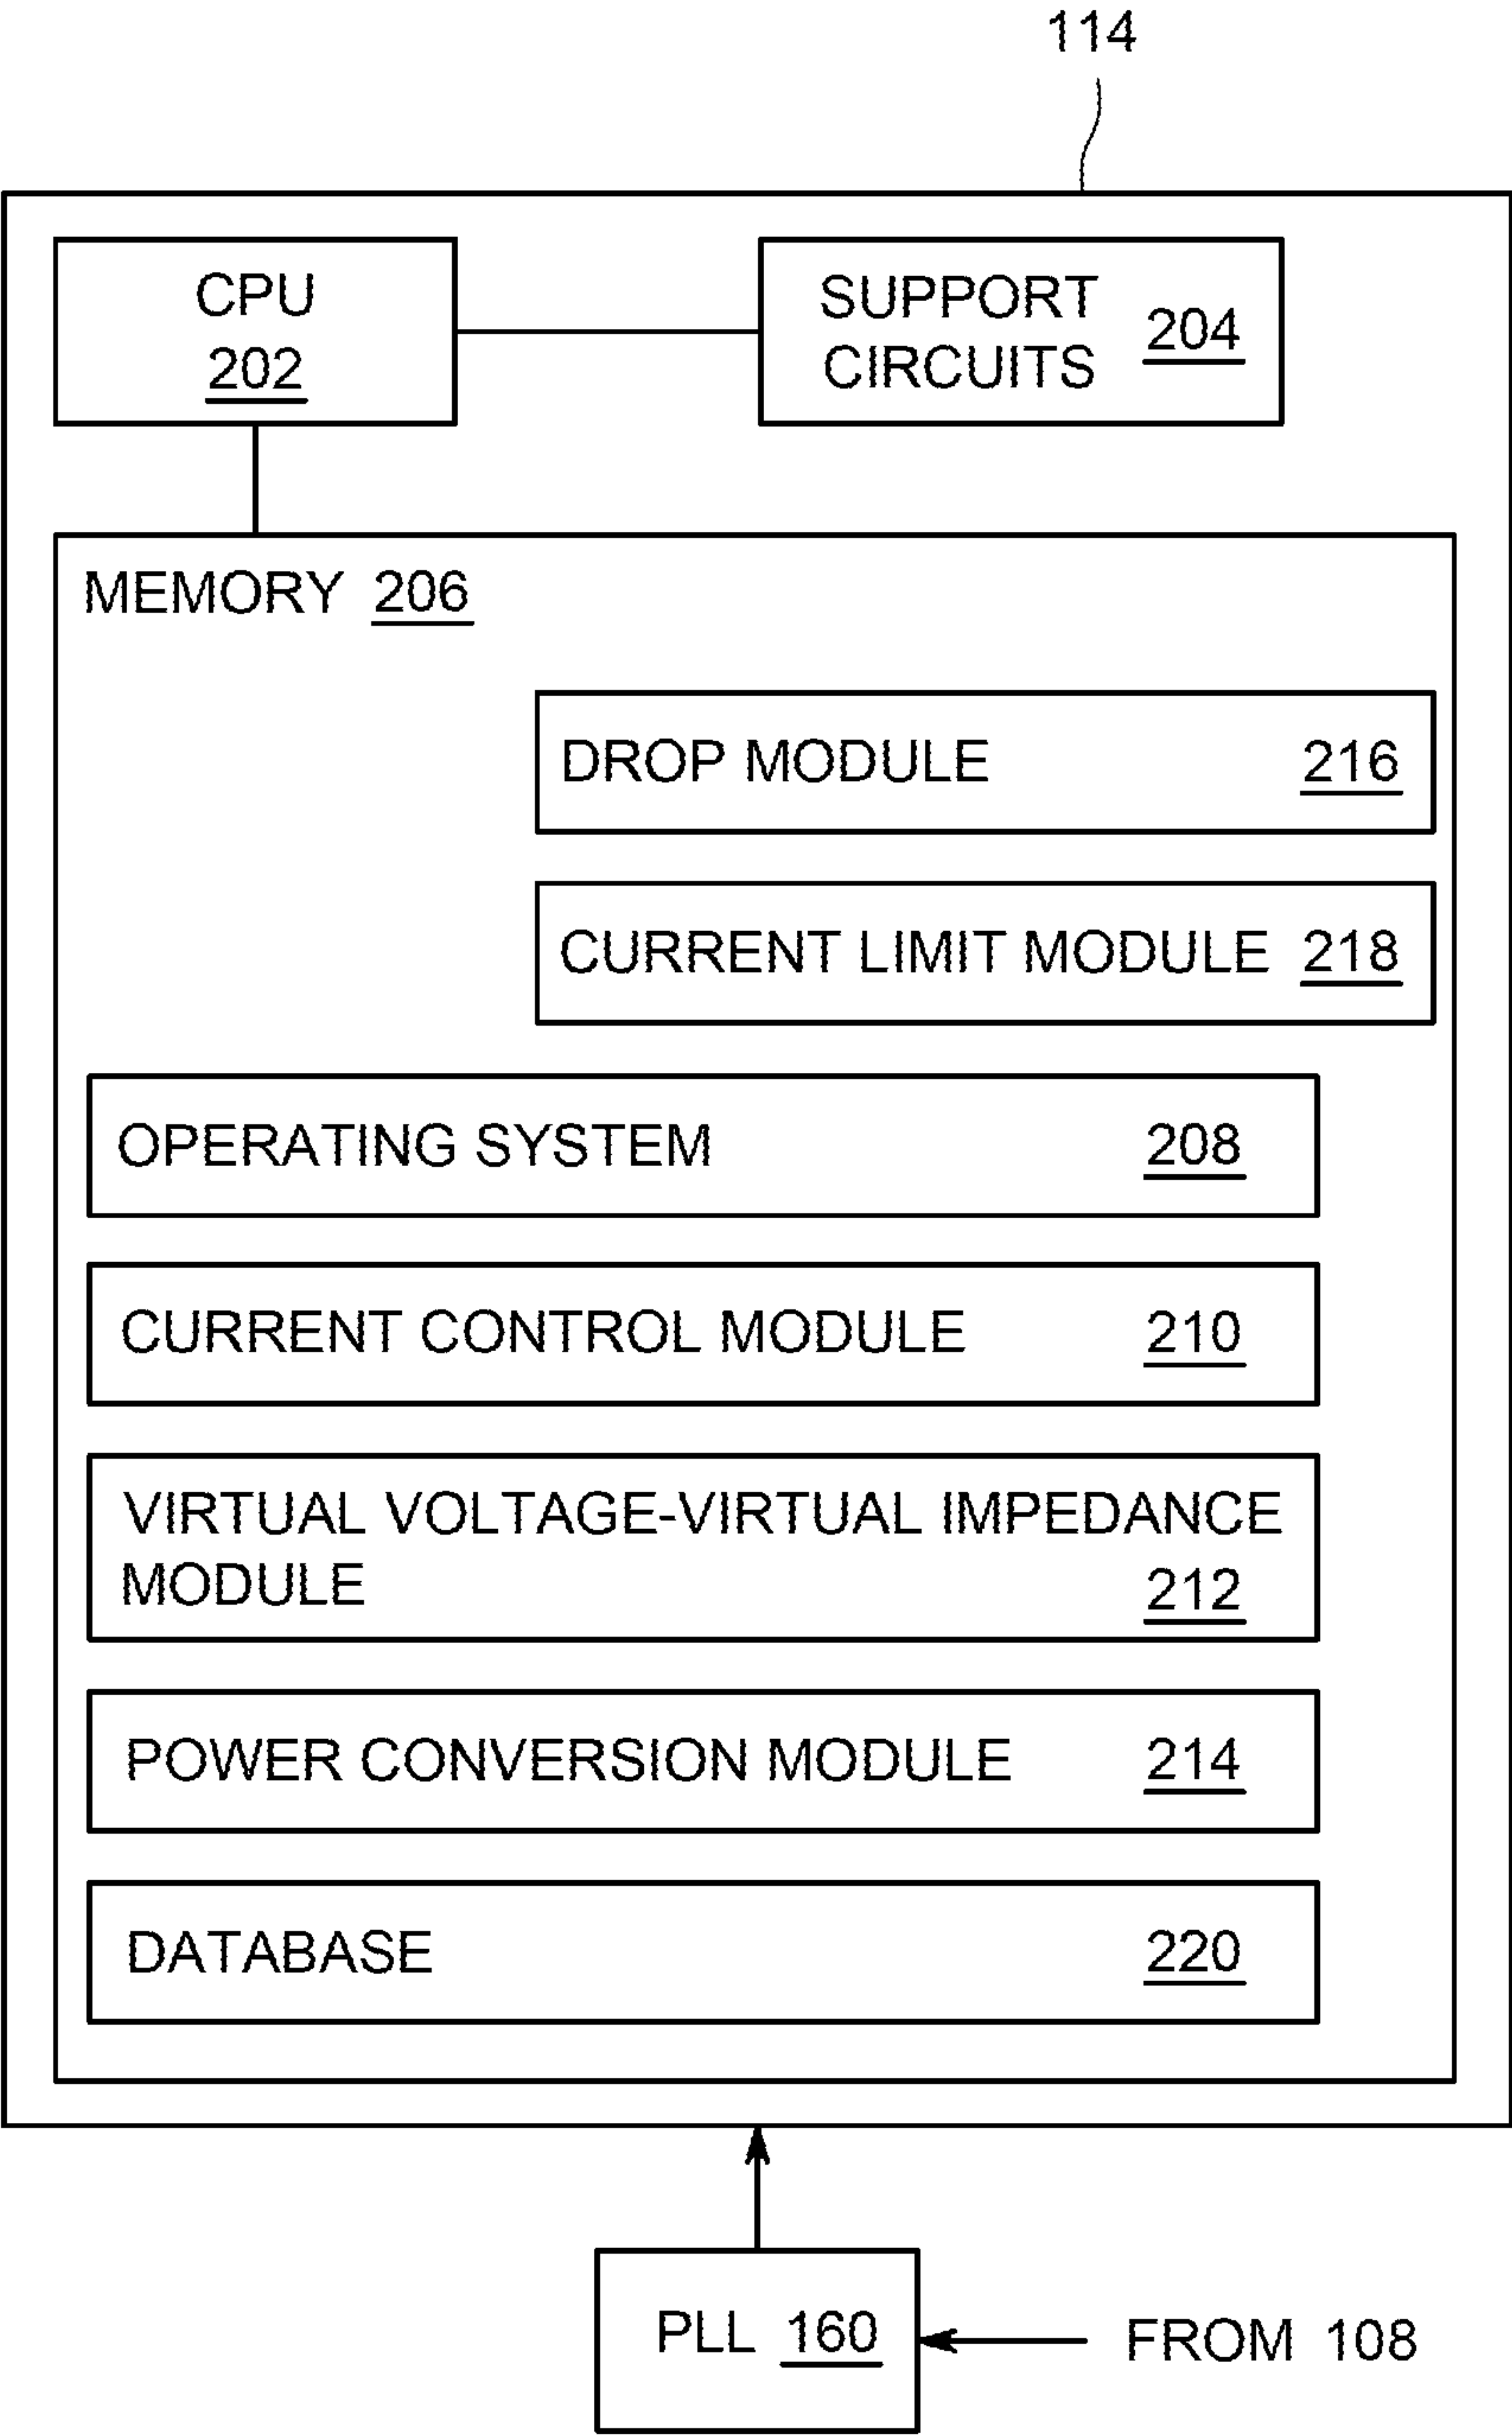 114
CPU
202
SUPPORT
CIRCUITS 204
MEMORY 206
DROP MODULE 216
CURRENT LIMIT MODULE 218
OPERATING SYSTEM 208
CURRENT CONTROL MODULE 210
VIRTUAL VOLTAGE-VIRTUAL IMPEDANCE
MODULE 212
POWER CONVERSION MODULE 214
DATABASE 220
PLL 160
FROM 108